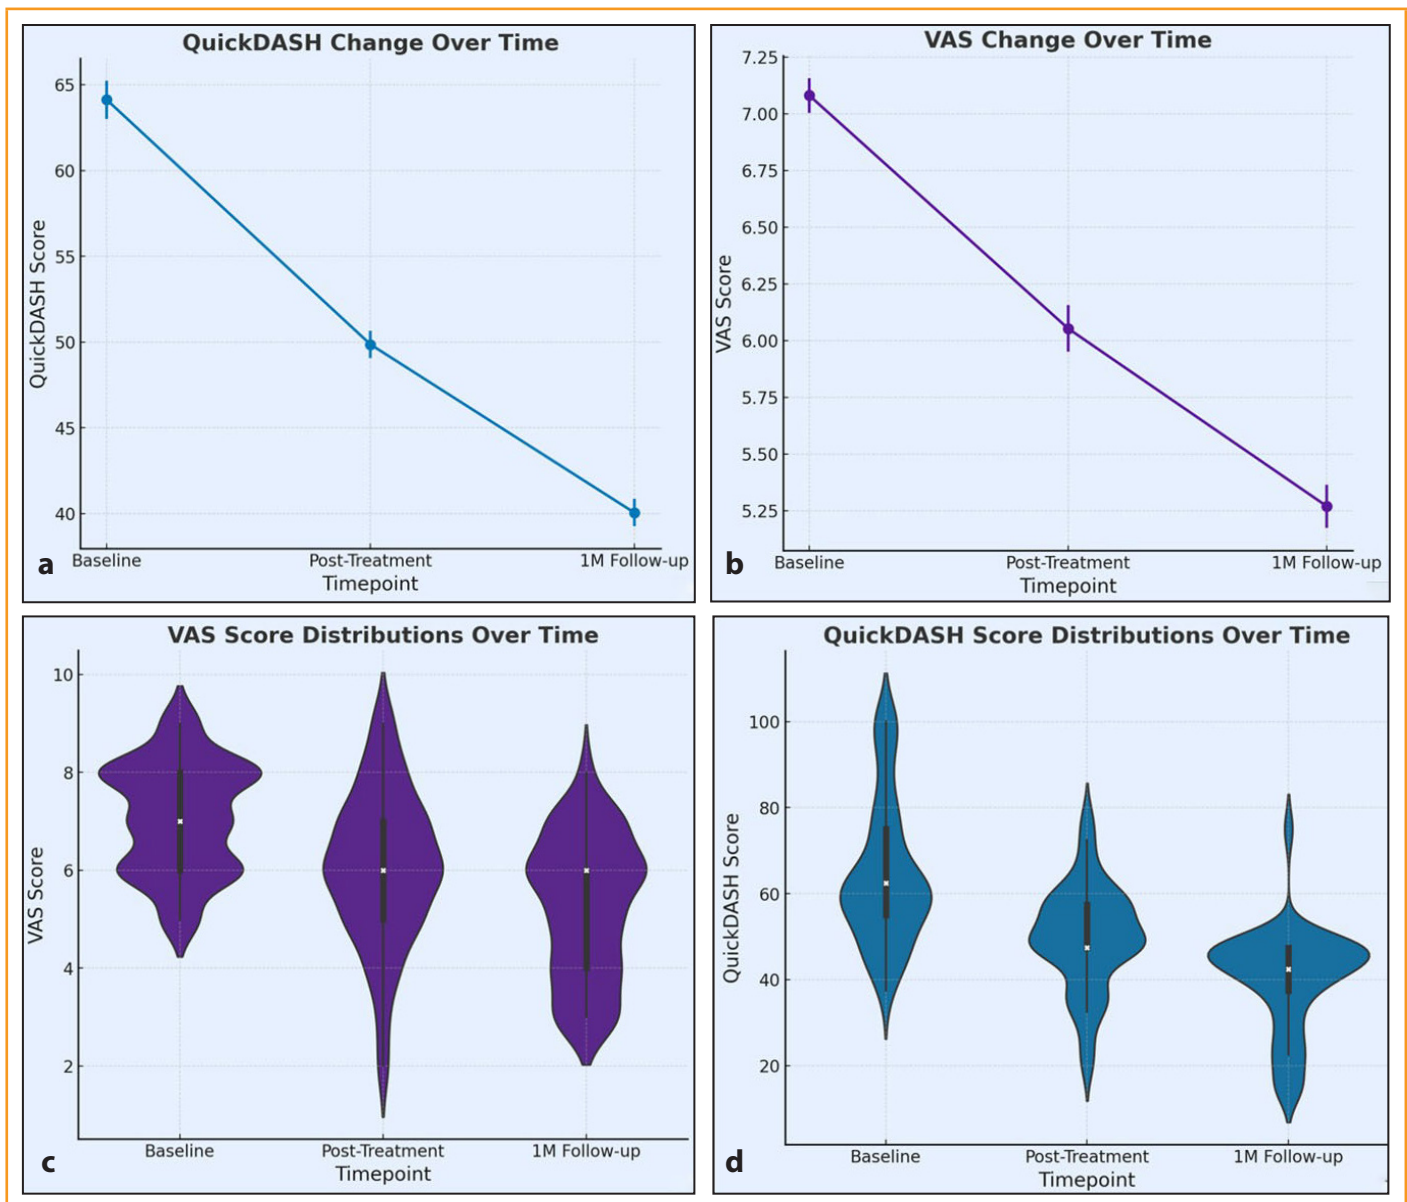 QuickDASH Change Over Time
65
60
55
50
45
40
QuickDASH Score
Baseline
Post-Treatment
1M Follow-up
Timepoint
a
VAS Change Over Time
7.25
7.00
6.75
6.50
6.25
6.00
5.75
5.50
5.25
VAS Score
Baseline
Post-Treatment
1M Follow-up
Timepoint
b
VAS Score Distributions Over Time
10
8
6
4
2
VAS Score
Baseline
Post-Treatment
1M Follow-up
Timepoint
c
QuickDASH Score Distributions Over Time
100
80
60
40
20
QuickDASH Score
Baseline
Post-Treatment
1M Follow-up
Timepoint
d